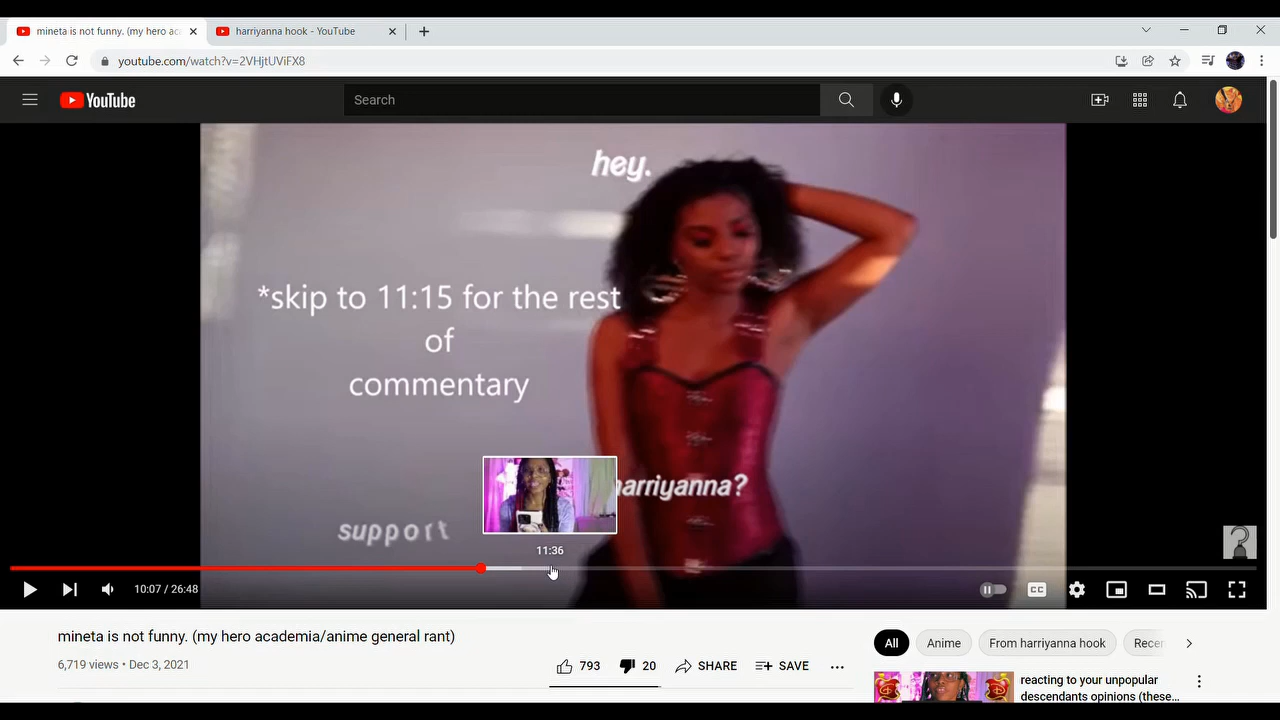 mineta is not funny. (my hero ac
harriyanna hook - YouTube
youtube.com/watch?v=2VHjtUViFX8
YouTube
Search
hey.
*skip to 11:15 for the rest
of
commentary
harriyanna?
support
11:36
10:07 / 26:48
CC
mineta is not funny. (my hero academia/anime general rant)
6,719 views • Dec 3, 2021
793
20
SHARE
SAVE
All
Anime
From harriyanna hook
Recen
reacting to your unpopular
descendants opinions (these...